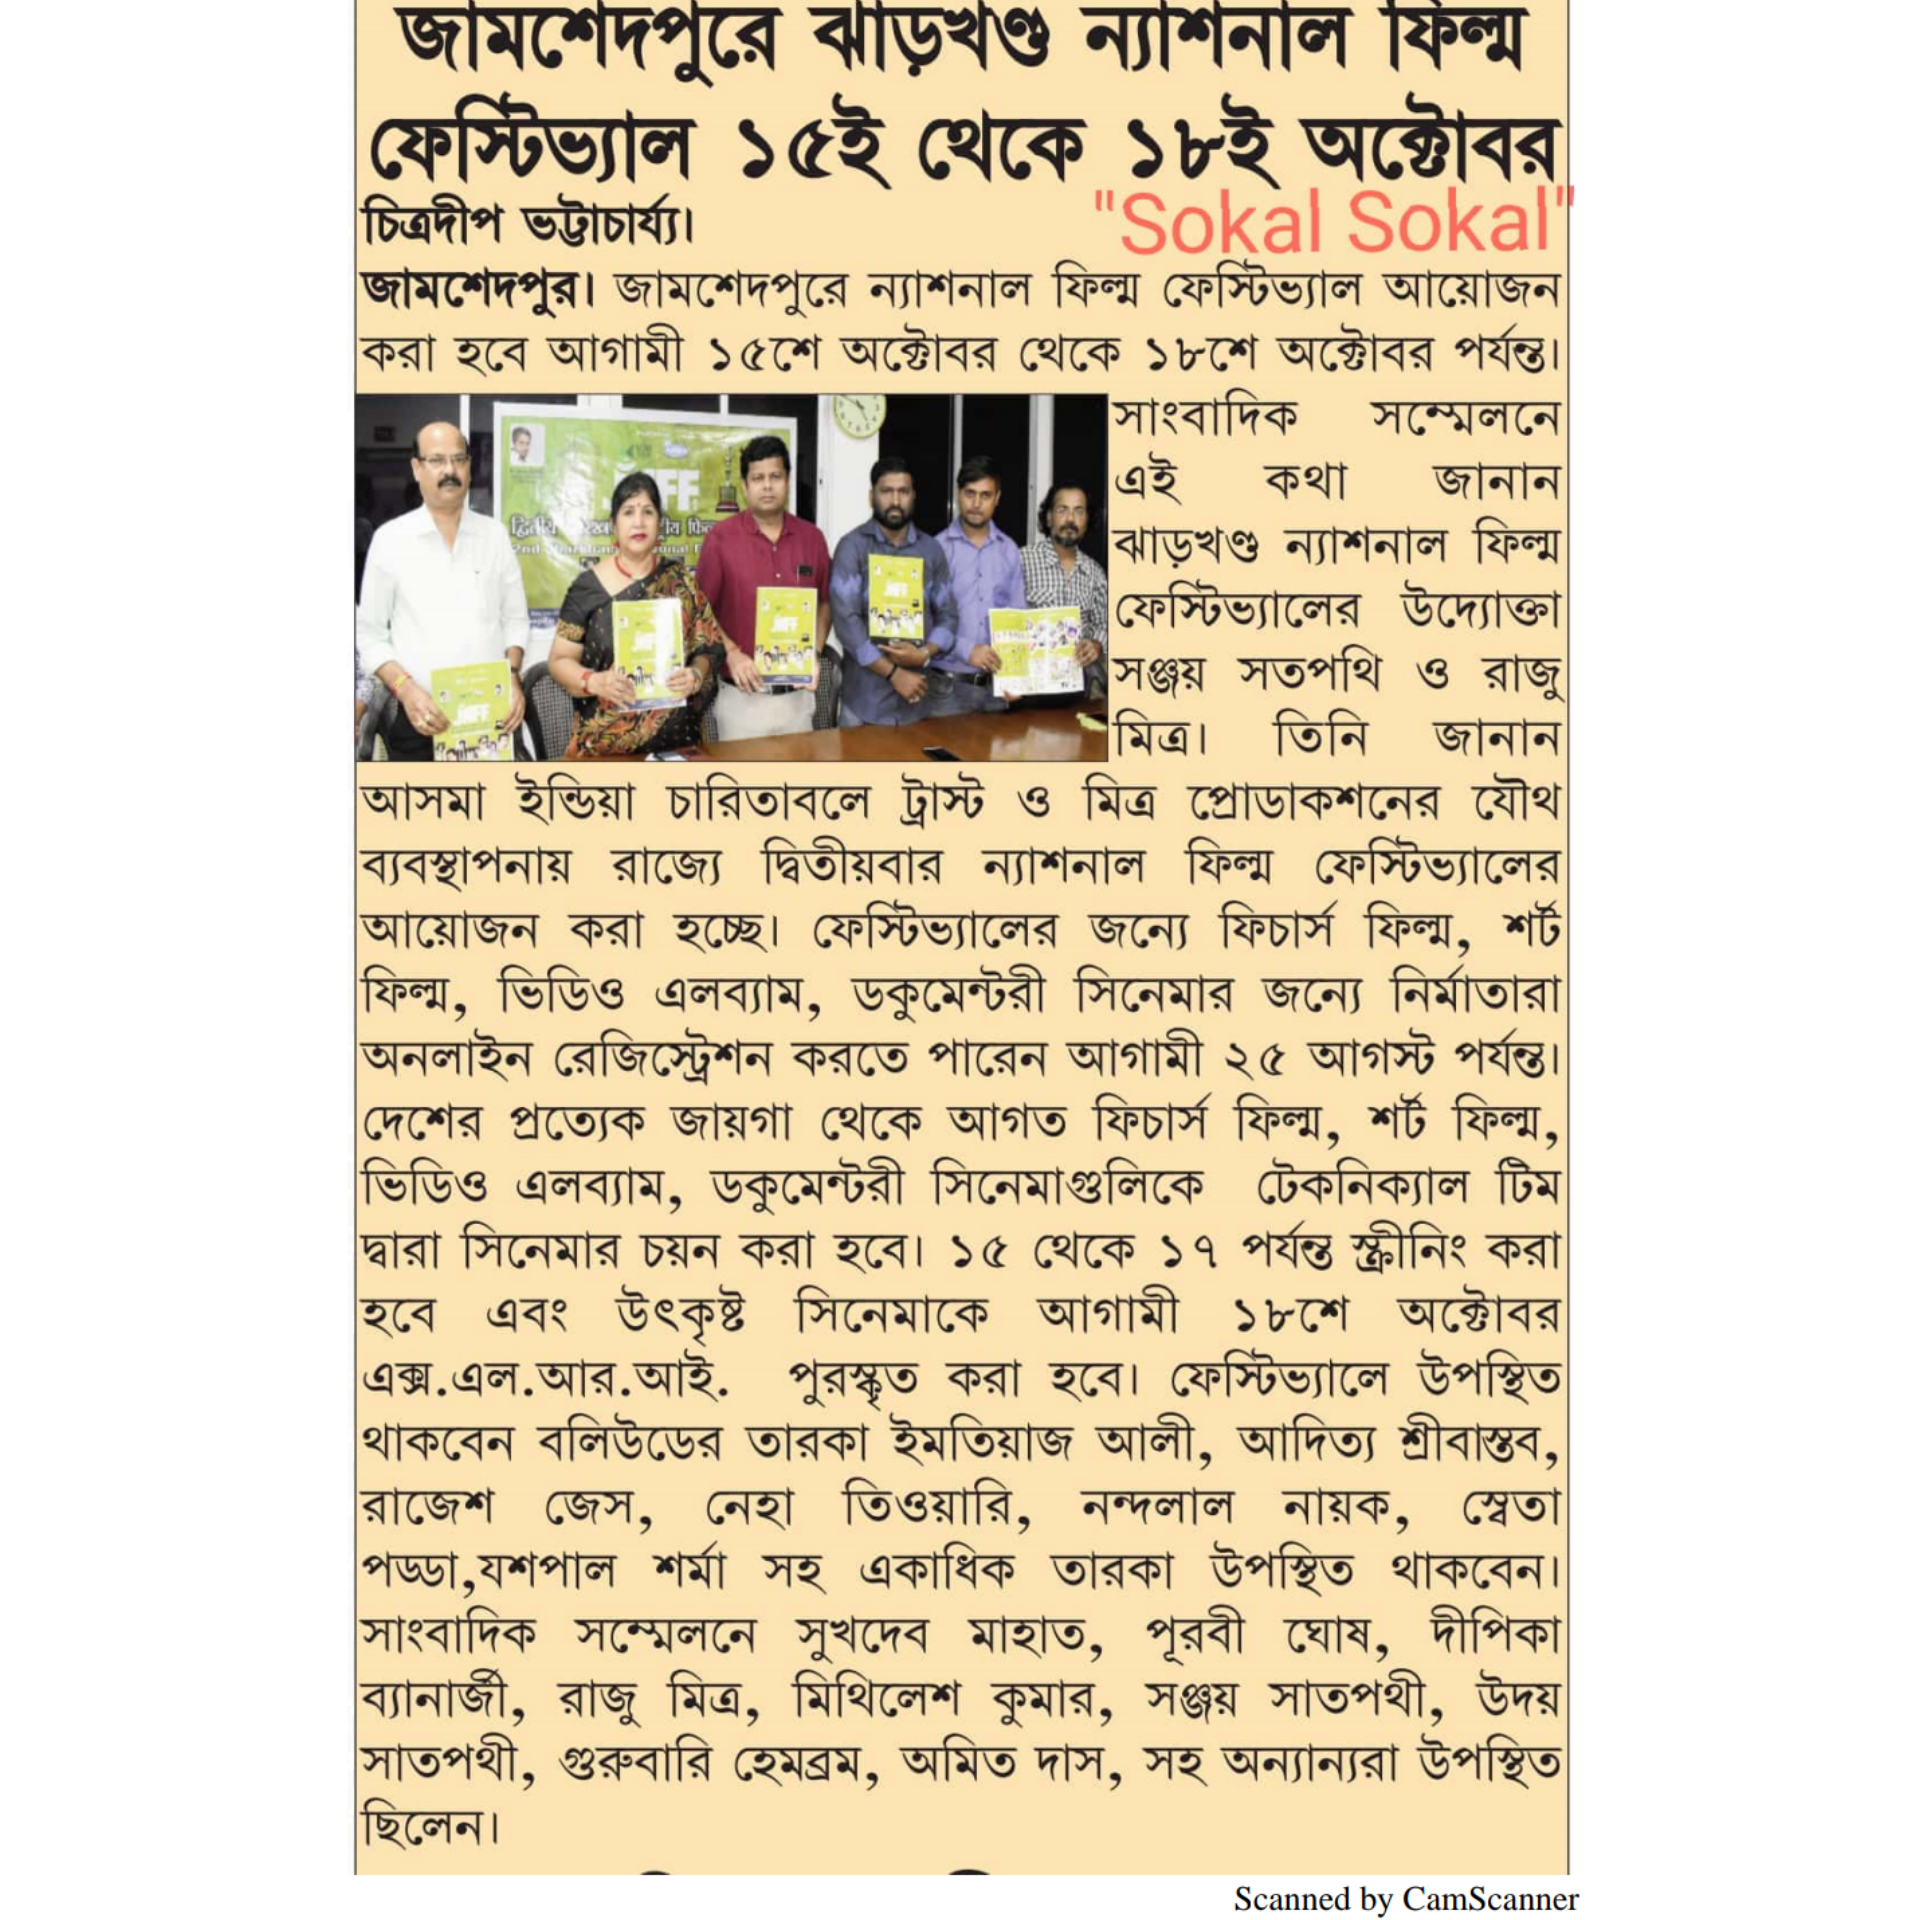 জামশেদপুরে ঝাড়খণ্ড ন্যাশনাল ফিল্ম
ফেস্টিভ্যাল ১৫ই থেকে ১৮ই অক্টোবর
চিত্রদীপ ভট্টাচার্য্য।
"Sokal Sokal"
জামশেদপুর। জামশেদপুরে ন্যাশনাল ফিল্ম ফেস্টিভ্যাল আয়োজন
করা হবে আগামী ১৫শে অক্টোবর থেকে ১৮শে অক্টোবর পর্যন্ত।
সাংবাদিক সম্মেলনে
এই কথা জানান
ঝাড়খণ্ড ন্যাশনাল ফিল্ম
ফেস্টিভ্যালের উদ্যোক্তা
সঞ্জয় সতপথি ও রাজু
মিত্র। তিনি জানান
আসমা ইন্ডিয়া চারিতাবলে ট্রাস্ট ও মিত্র প্রোডাকশনের যৌথ
ব্যবস্থাপনায় রাজ্যে দ্বিতীয়বার ন্যাশনাল ফিল্ম ফেস্টিভ্যালের
আয়োজন করা হচ্ছে। ফেস্টিভ্যালের জন্যে ফিচার্স ফিল্ম, শর্ট
ফিল্ম, ভিডিও এলব্যাম, ডকুমেন্টরী সিনেমার জন্যে নির্মাতারা
অনলাইন রেজিস্ট্রেশন করতে পারেন আগামী ২৫ আগস্ট পর্যন্ত।
দেশের প্রত্যেক জায়গা থেকে আগত ফিচার্স ফিল্ম, শর্ট ফিল্ম,
ভিডিও এলব্যাম, ডকুমেন্টরী সিনেমাগুলিকে টেকনিক্যাল টিম
দ্বারা সিনেমার চয়ন করা হবে। ১৫ থেকে ১৭ পর্যন্ত স্ক্রীনিং করা
হবে এবং উৎকৃষ্ট সিনেমাকে আগামী ১৮শে অক্টোবর
এক্স.এল.আর.আই. পুরস্কৃত করা হবে। ফেস্টিভ্যালে উপস্থিত
থাকবেন বলিউডের তারকা ইমতিয়াজ আলী, আদিত্য শ্রীবাস্তব,
রাজেশ জেস, নেহা তিওয়ারি, নন্দলাল নায়ক, স্বেতা
পড্ডা,যশপাল শর্মা সহ একাধিক তারকা উপস্থিত থাকবেন।
সাংবাদিক সম্মেলনে সুখদেব মাহাত, পূরবী ঘোষ, দীপিকা
ব্যানার্জী, রাজু মিত্র, মিথিলেশ কুমার, সঞ্জয় সাতপথী, উদয়
সাতপথী, গুরুবারি হেমব্রম, অমিত দাস, সহ অন্যান্যরা উপস্থিত
ছিলেন।
Scanned by CamScanner